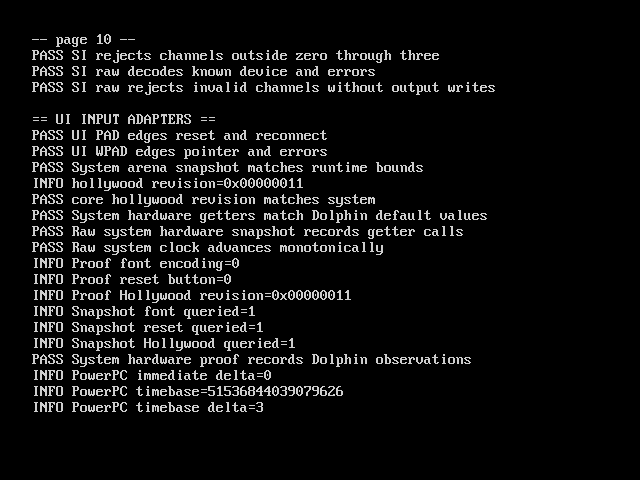 -- page 10 --
PASS SI rejects channels outside zero through three
PASS SI raw decodes known device and errors
PASS SI raw rejects invalid channels without output writes
== UI INPUT ADAPTERS ==
PASS UI PAD edges reset and reconnect
PASS UI WPAD edges pointer and errors
PASS System arena snapshot matches runtime bounds
INFO hollywood revision=0x00000011
PASS core hollywood revision matches system
PASS System hardware getters match Dolphin default values
PASS Raw system hardware snapshot records getter calls
PASS Raw system clock advances monotonically
INFO Proof font encoding=0
INFO Proof reset button=0
INFO Proof Hollywood revision=0x00000011
INFO Snapshot font queried=1
INFO Snapshot reset queried=1
INFO Snapshot Hollywood queried=1
PASS System hardware proof records Dolphin observations
INFO PowerPC immediate delta=0
INFO PowerPC timebase=51536844039079626
INFO PowerPC timebase delta=3